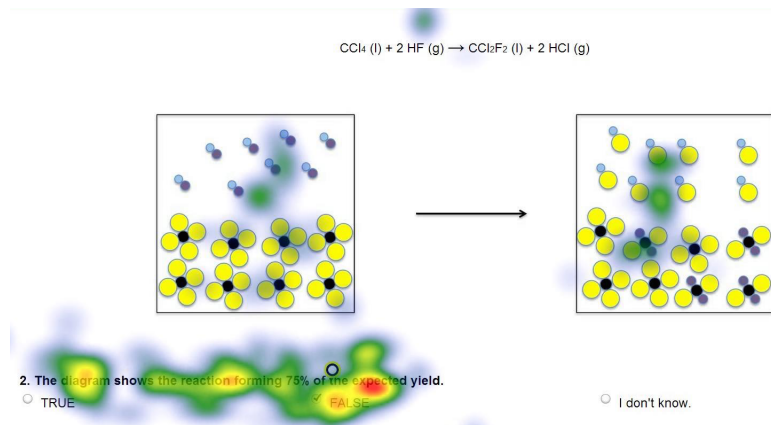 CCl₄ (l) + 2 HF (g) → CCl₂F₂ (l) + 2 HCl (g)
2. The diagram shows the reaction forming 75% of the expected yield.
TRUE
FALSE
I don't know.